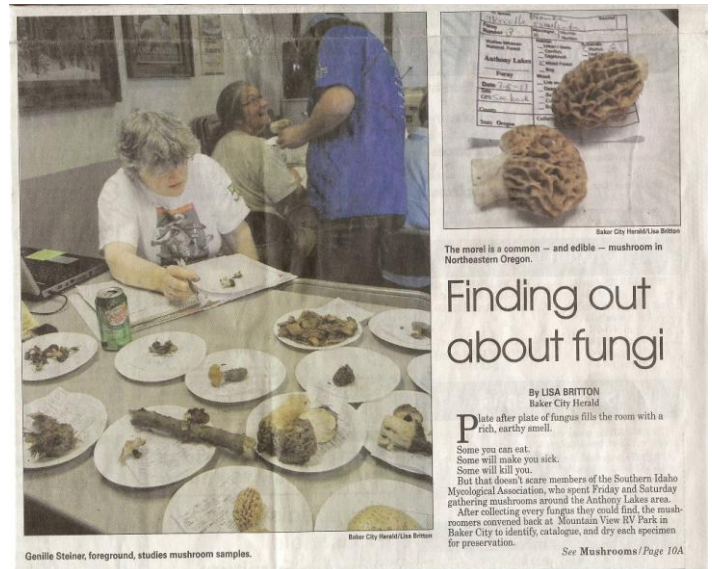 Anthony Lakes
Foray
Date
County
State Oregon
Baker City Herald/Lisa Britton
The morel is a common — and edible — mushroom in
Northeastern Oregon.
Finding out
about fungi
By LISA BRITTON
Baker City Herald
Plate after plate of fungus fills the room with a
rich, earthy smell.
Some you can eat.
Some will make you sick.
Some will kill you.
But that doesn't scare members of the Southern Idaho
Mycological Association, who spent Friday and Saturday
gathering mushrooms around the Anthony Lakes area.
After collecting every fungus they could find, the mush-
roomers convened back at Mountain View RV Park in
Baker City to identify, catalogue, and dry each specimen
for preservation.
See Mushrooms/Page 10A
Baker City Herald/Lisa Britton
Genille Steiner, foreground, studies mushroom samples.